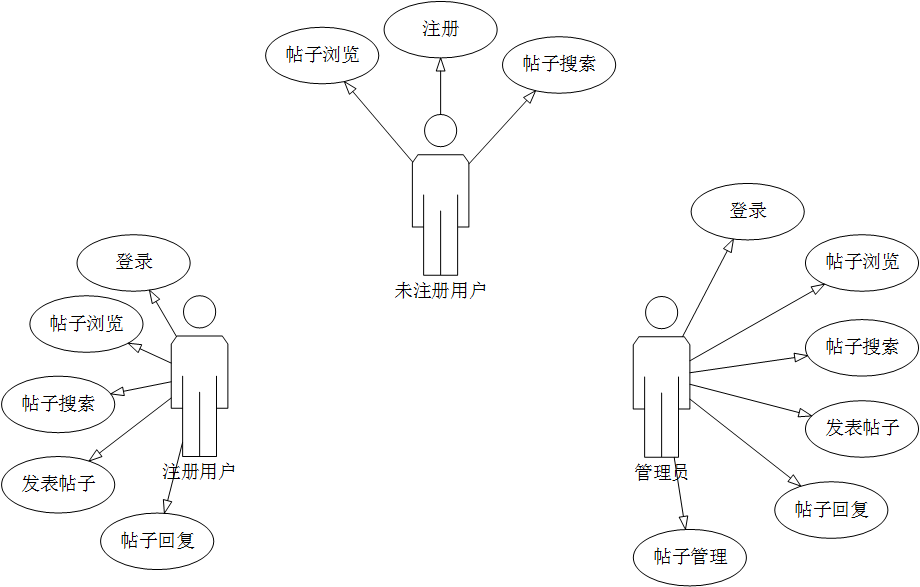 注册
帖子浏览
帖子搜索
未注册用户
登录
帖子浏览
帖子搜索
发表帖子
帖子回复
注册用户
登录
帖子浏览
帖子搜索
发表帖子
帖子回复
帖子管理
管理员